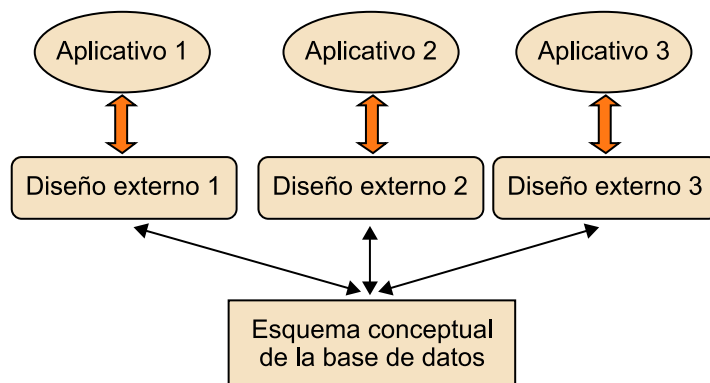 Aplicativo 1
Aplicativo 2
Aplicativo 3
Diseño externo 1
Diseño externo 2
Diseño externo 3
Esquema conceptual
de la base de datos